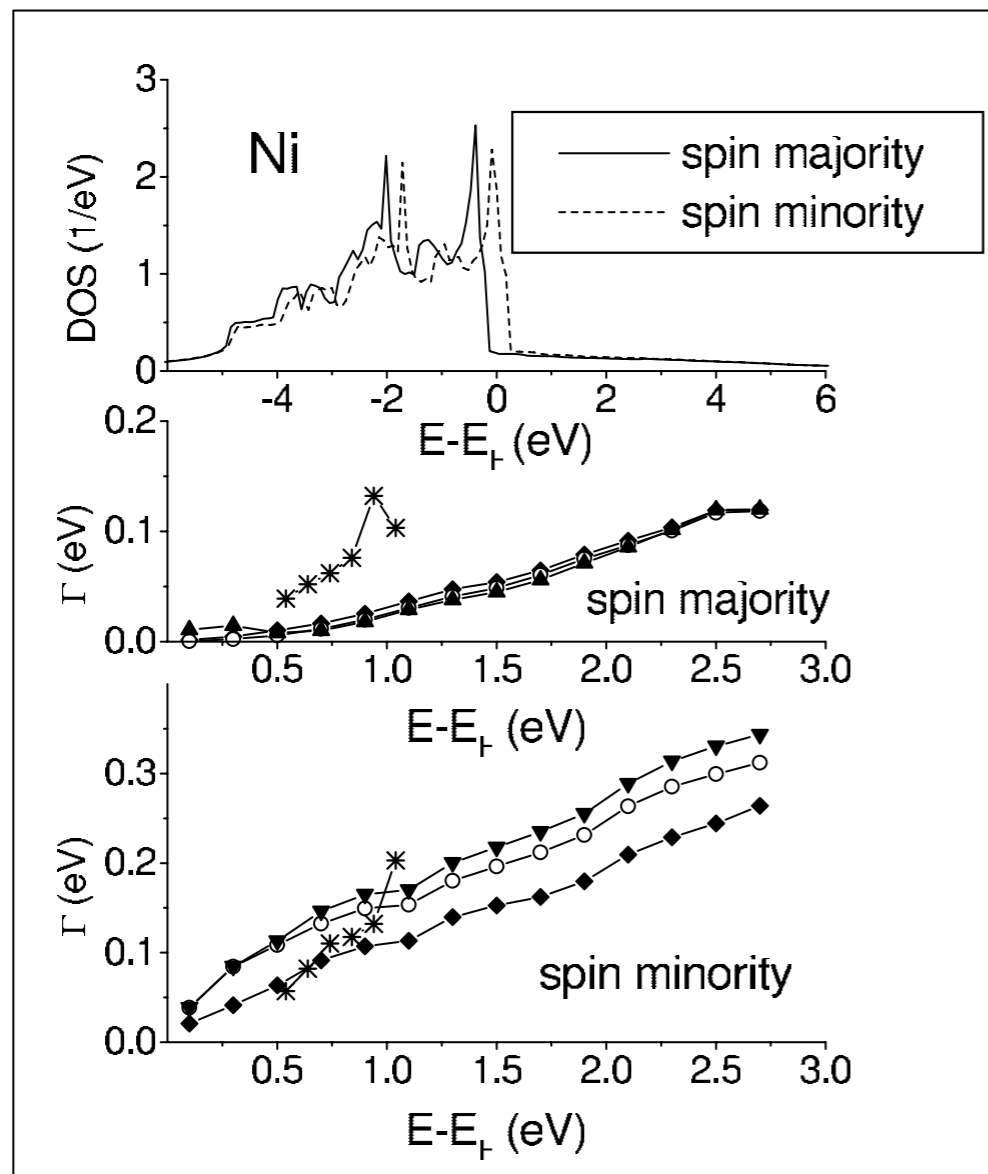 3
2
1
0
DOS (1/eV)
Ni
spin majority
spin minority
-4 -2 0 2 4 6
E-E_F (eV)
0.2
0.1
0.0
Γ (eV)
spin majority
0.5 1.0 1.5 2.0 2.5 3.0
E-E_F (eV)
0.3
0.2
0.1
0.0
Γ (eV)
spin minority
0.5 1.0 1.5 2.0 2.5 3.0
E-E_F (eV)